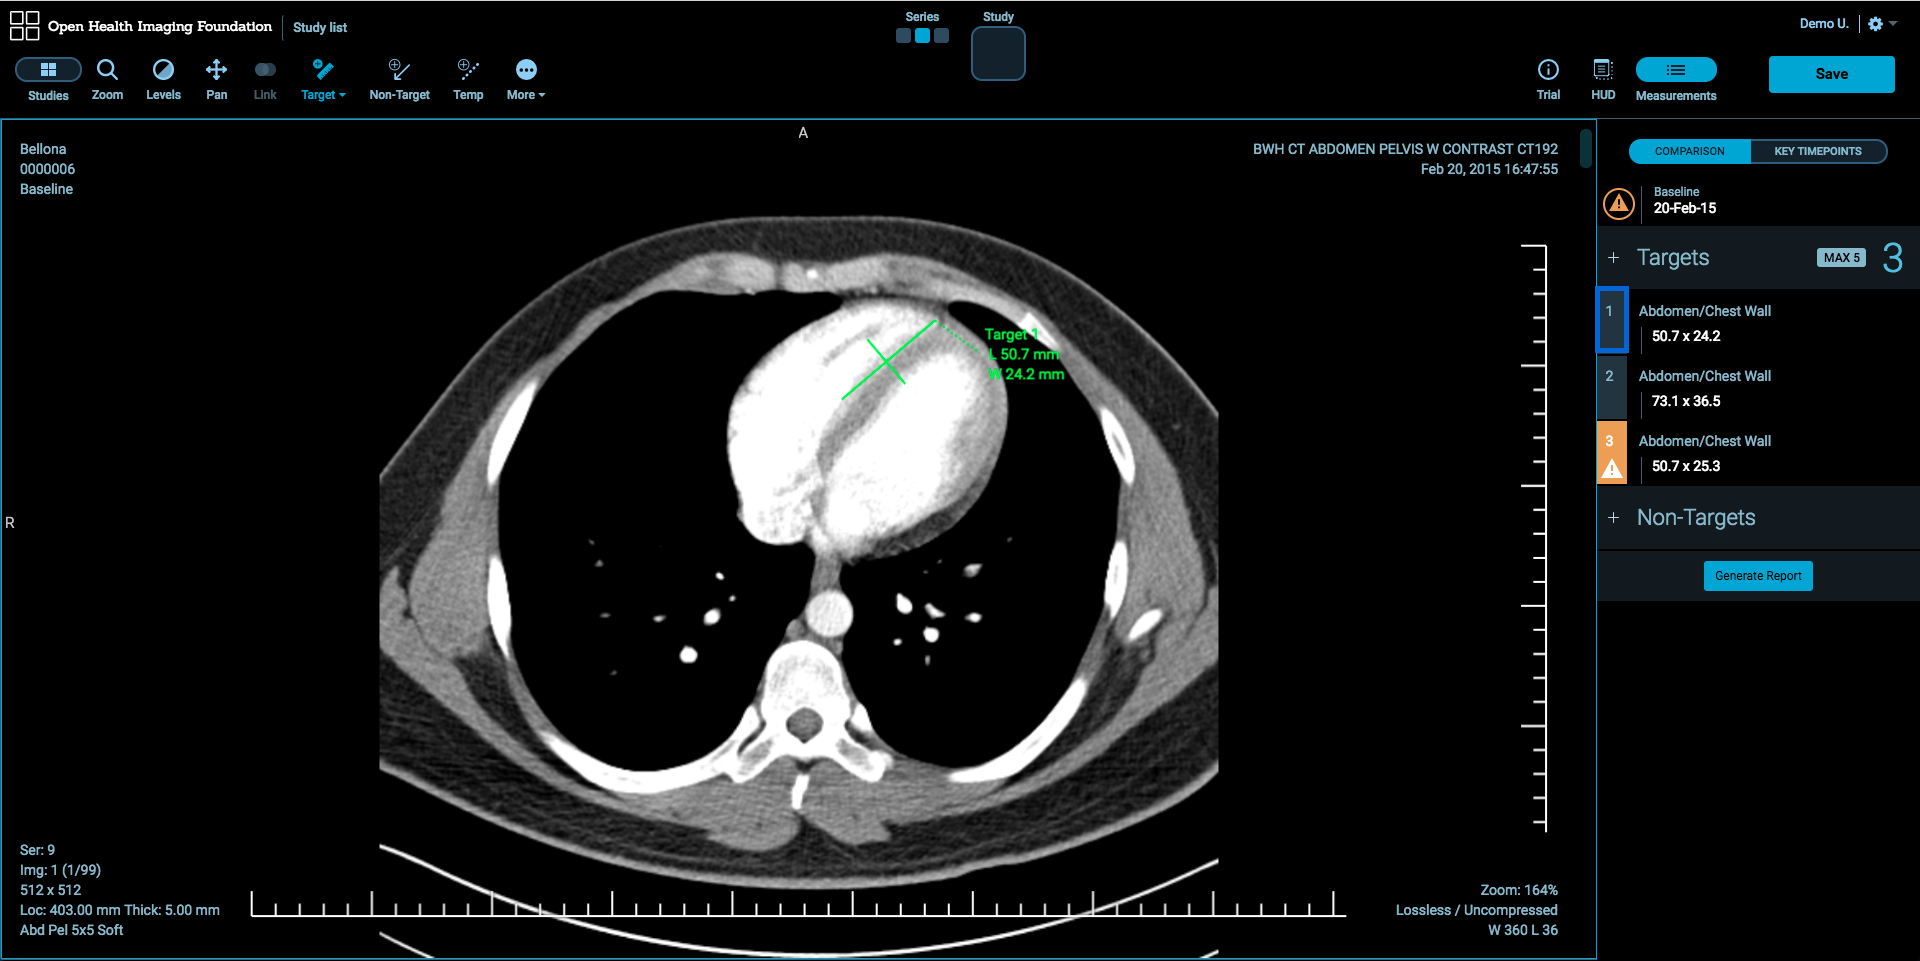 Open Health Imaging Foundation
Study list
Series
Study
Demo U.
Studies
Zoom
Levels
Pan
Link
Target
Non-Target
Temp
More
Trial
HUD
Measurements
Save
A
Bellona
0000006
Baseline
BWH CT ABDOMEN PELVIS W CONTRAST CT192
Feb 20, 2015 16:47:55
R
Target 1
L 50.7 mm
W 24.2 mm
Ser: 9
Img: 1 (1/99)
512 x 512
Loc: 403.00 mm Thick: 5.00 mm
Abd Pel 5x5 Soft
Zoom: 164%
Lossless / Uncompressed
W 360 L 36
COMPARISON
KEY TIMEPOINTS
Baseline
20-Feb-15
+ Targets MAX 5 3
1 Abdomen/Chest Wall
50.7 x 24.2
2 Abdomen/Chest Wall
73.1 x 36.5
3 Abdomen/Chest Wall
50.7 x 25.3
+ Non-Targets
Generate Report